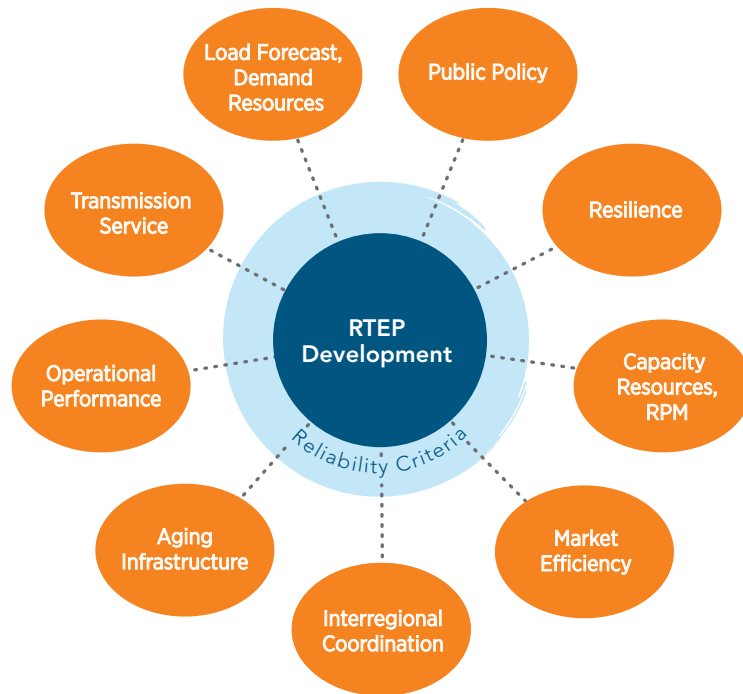 Load Forecast,
Demand
Resources
Public Policy
Transmission
Service
Resilience
RTEP
Development
Operational
Performance
Capacity
Resources,
RPM
Reliability Criteria
Aging
Infrastructure
Market
Efficiency
Interregional
Coordination